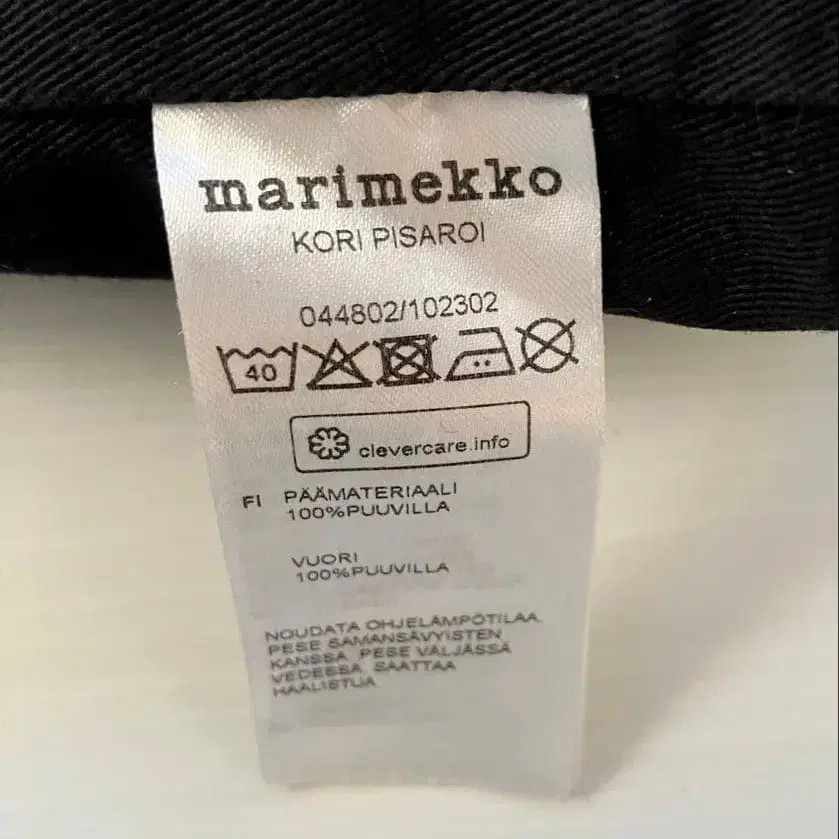 marimekko
KORI PISAROI
044802/102302
40
clevercare.info
FI PÄÄMATERIAALI
100%PUUVILLA
VUORI
100%PUUVILLA
NOUDATA OHJELÄMPÖTILAA.
PESE SAMANSÄVYISTEN
KANSSA. PESE VÄLJÄSSÄ
VEDESSÄ. SAATTAA
HAALISTUA